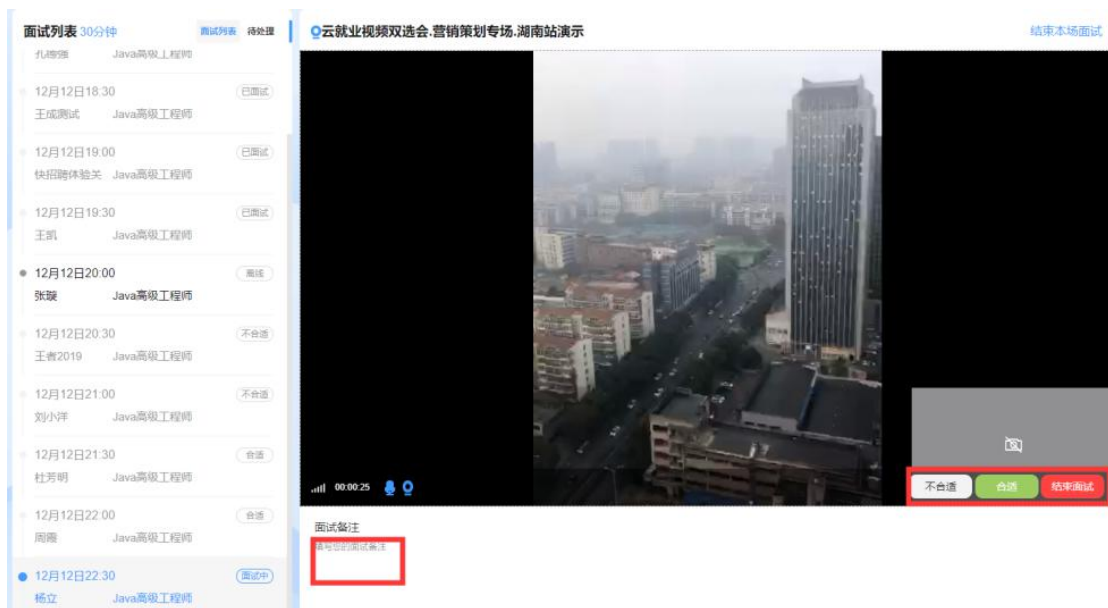 面试列表 30分钟 面试列表 待处理
Java高级工程师
12月12日18:30 已面试
王成测试 Java高级工程师
12月12日19:00 已面试
快招聘体验关 Java高级工程师
12月12日19:30 已面试
王凯 Java高级工程师
12月12日20:00 离线
张璇 Java高级工程师
12月12日20:30 不合适
王者2019 Java高级工程师
12月12日21:00 不合适
刘小洋 Java高级工程师
12月12日21:30 合适
杜芳明 Java高级工程师
12月12日22:00 合适
周霞 Java高级工程师
12月12日22:30 面试中
杨立 Java高级工程师
云就业视频双选会.营销策划专场.湖南站演示 结束本场面试
00:00:25
不合适 合适 结束面试
面试备注
填写您的面试备注